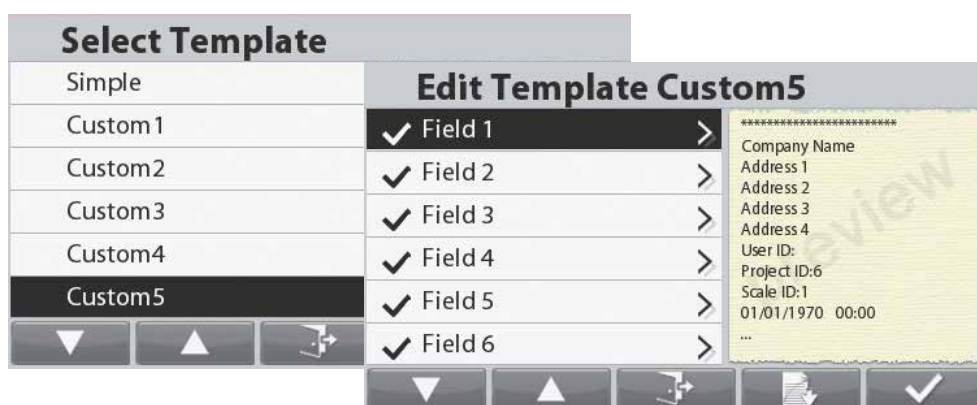 Select Template
Simple
Custom1
Custom2
Custom3
Custom4
Custom5
Edit Template Custom5
Field 1
Field 2
Field 3
Field 4
Field 5
Field 6
************************
Company Name
Address 1
Address 2
Address 3
Address 4
User ID:
Project ID:6
Scale ID:1
01/01/1970 00:00
...
Preview